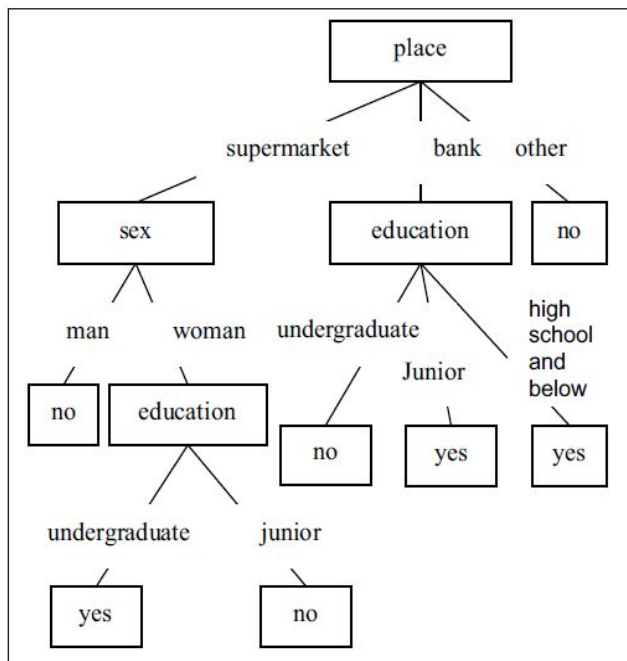 place
supermarket bank other
sex education no
man woman undergraduate
high
school
and
below
Junior
no education
no yes yes
undergraduate junior
yes no